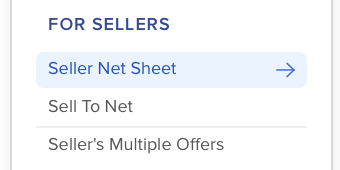 FOR SELLERS
Seller Net Sheet
Sell To Net
Seller's Multiple Offers